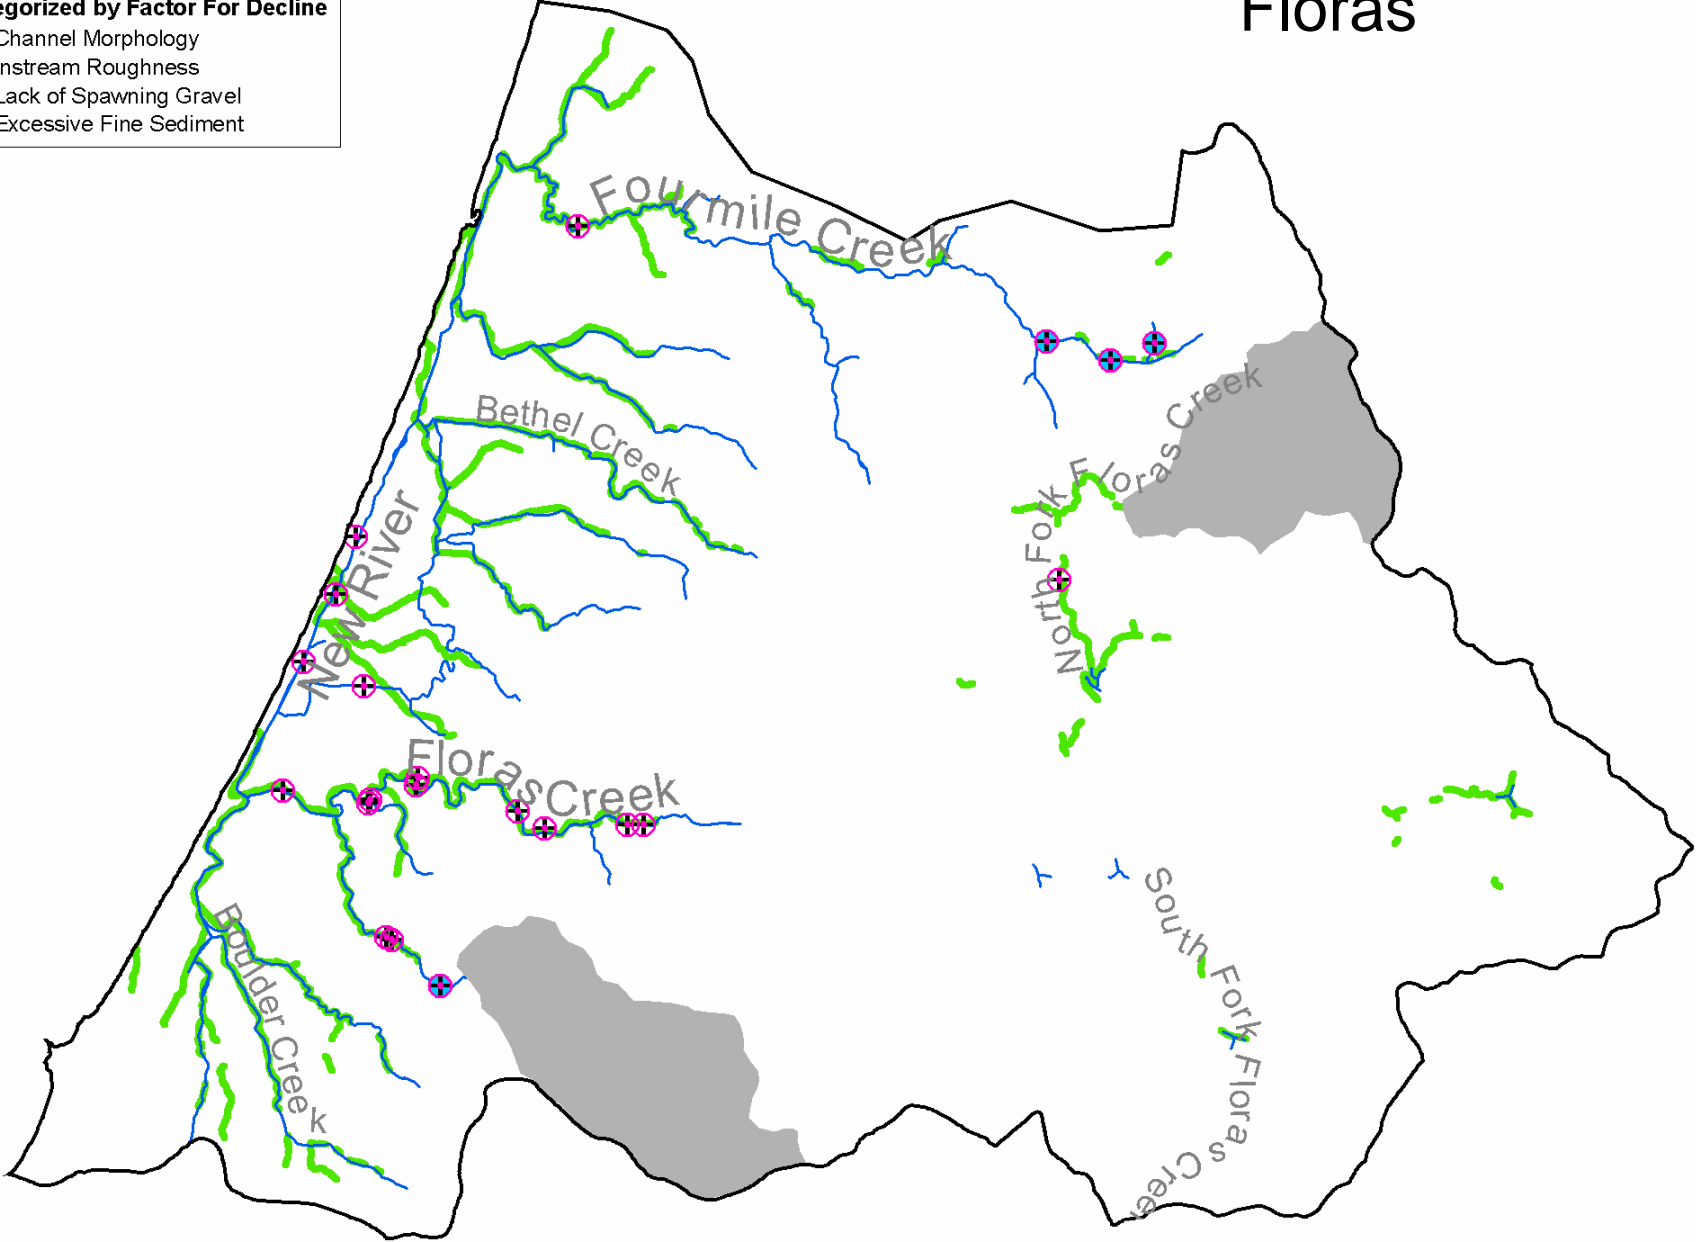 Floras
egorized by Factor For Decline
Channel Morphology
nstream Roughness
Lack of Spawning Gravel
Excessive Fine Sediment
Fourmile Creek
Bethel Creek
North Fork Floras Creek
New River
Floras Creek
Boulder Creek
South Fork Floras Creek